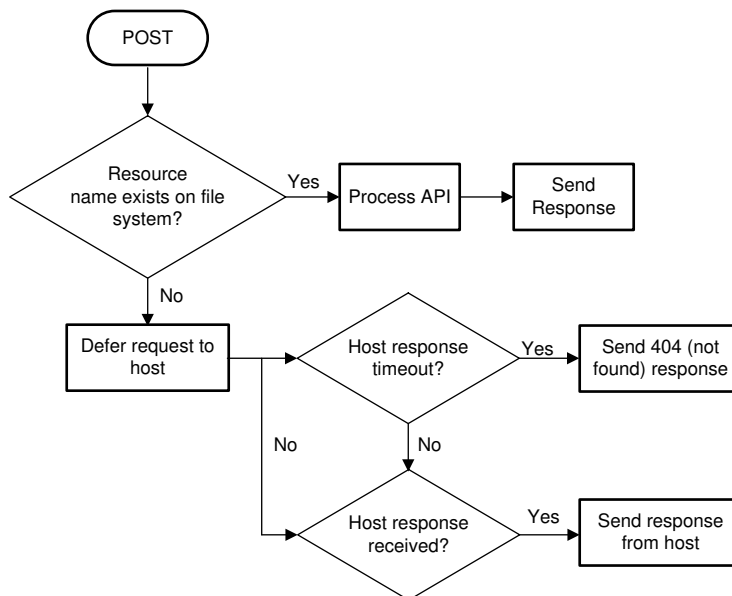 POST
Resource
name exists on file
system?
Yes
Process API
Send
Response
No
Defer request to
host
Host response
timeout?
Yes
Send 404 (not
found) response
No
No
Host response
received?
Yes
Send response
from host